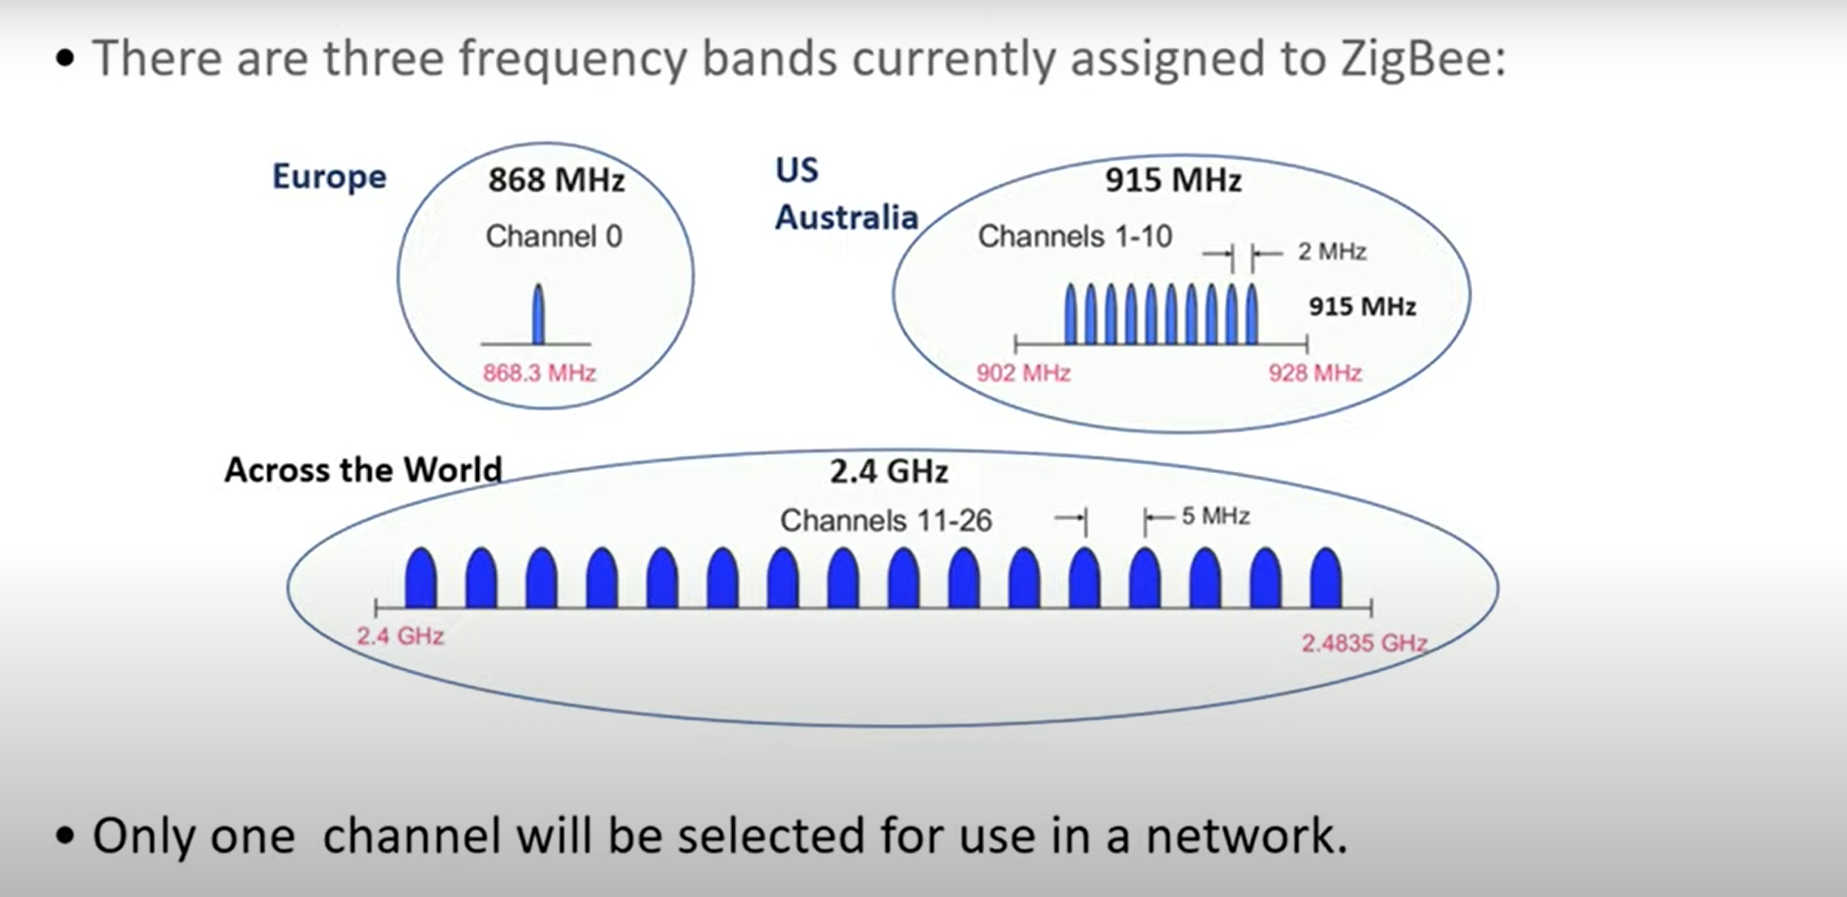 • There are three frequency bands currently assigned to ZigBee:
Europe
868 MHz
Channel 0
868.3 MHz
US
Australia
915 MHz
Channels 1-10
2 MHz
915 MHz
902 MHz
928 MHz
Across the World
2.4 GHz
Channels 11-26
5 MHz
2.4 GHz
2.4835 GHz
• Only one channel will be selected for use in a network.